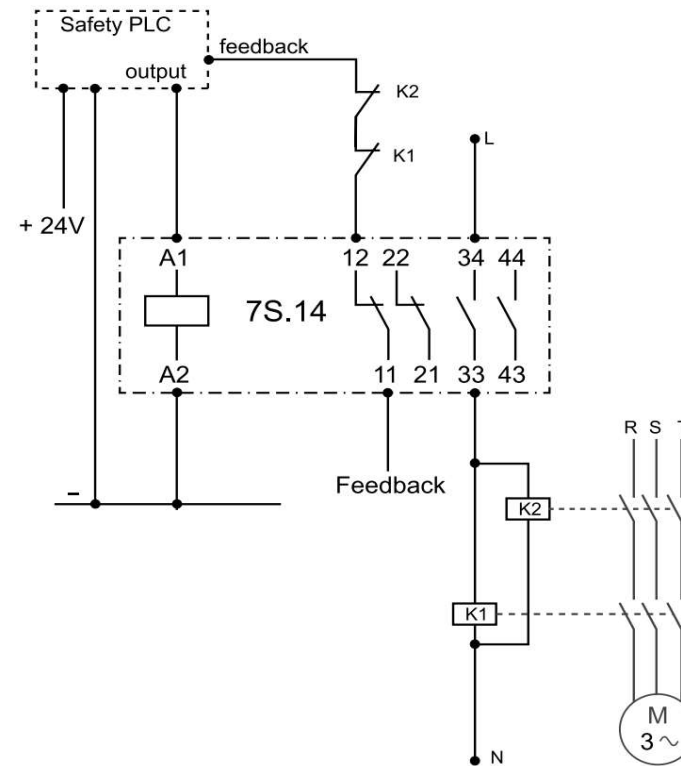 Safety PLC
feedback
output
K2
K1
L
+ 24V
A1
12 22
34 44
7S.14
A2
11 21 33 43
R S T
Feedback
–
K2
K1
M
3 ~
N